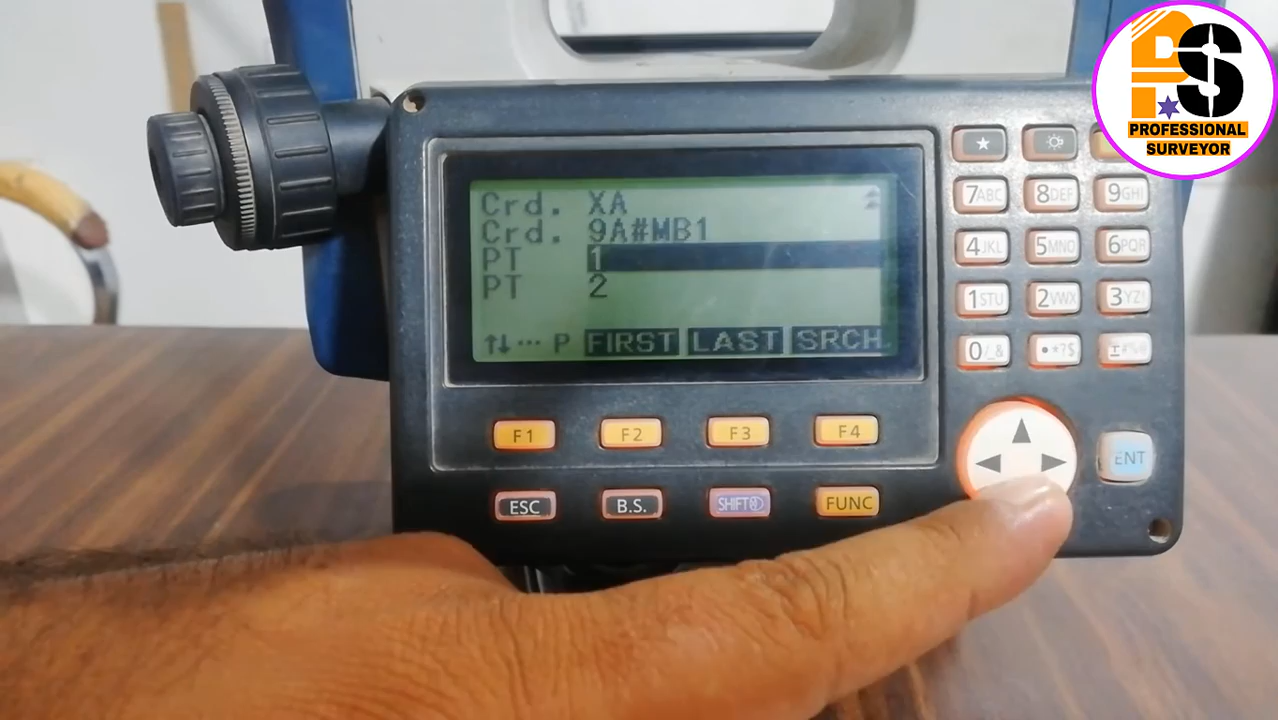 PS
PROFESSIONAL
SURVEYOR
Crd. XA
Crd. 9A#MB1
PT 1
PT 2
↑↓… P FIRST LAST SRCH
★
7ABC 8DEF 9GHI
4JKL 5MNO 6PQR
1STU 2VWX 3YZ!
0/_& •*?$ ±#%@
F1 F2 F3 F4
ESC B.S. SHIFT FUNC
ENT